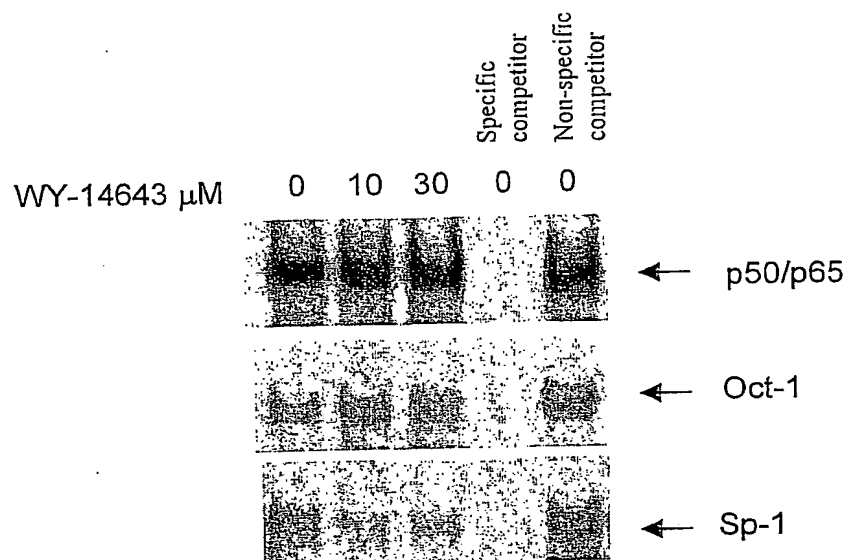 Specific
competitor
Non-specific
competitor
WY-14643 μM 0 10 30 0 0
p50/p65
Oct-1
Sp-1